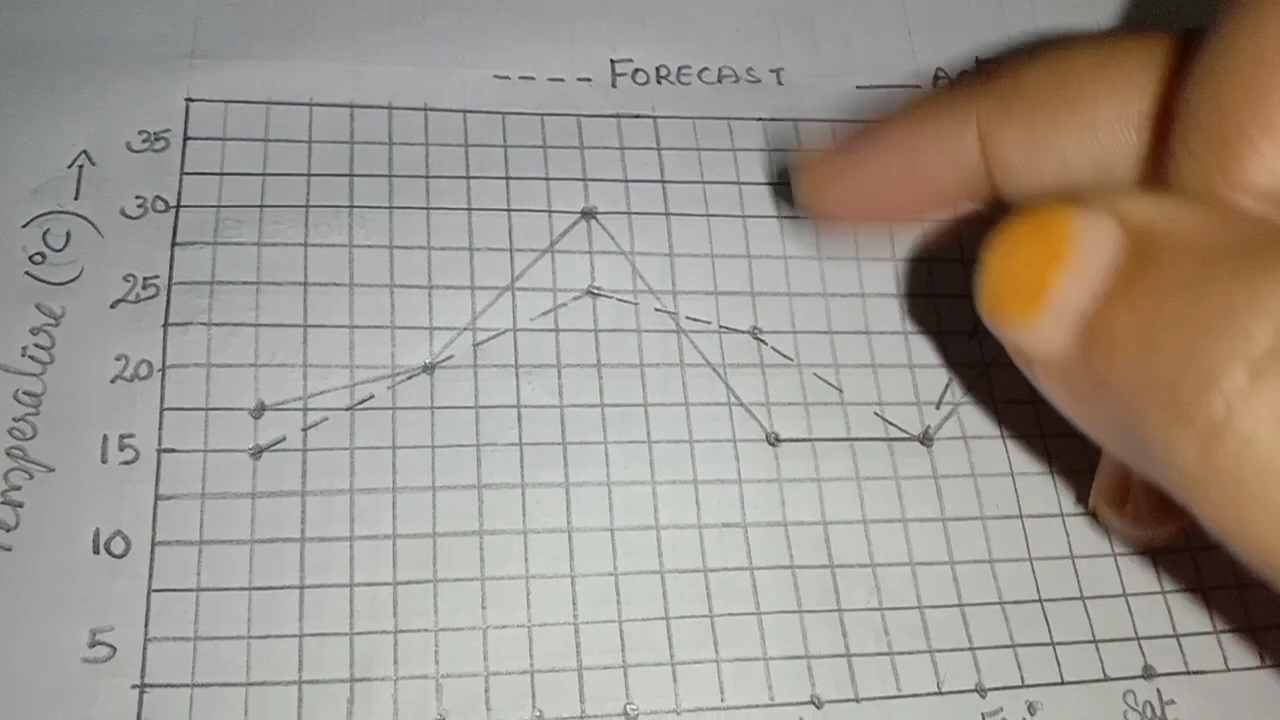 ---- FORECAST
35
30
25
20
15
10
5
Temperature (°C) →
Sat